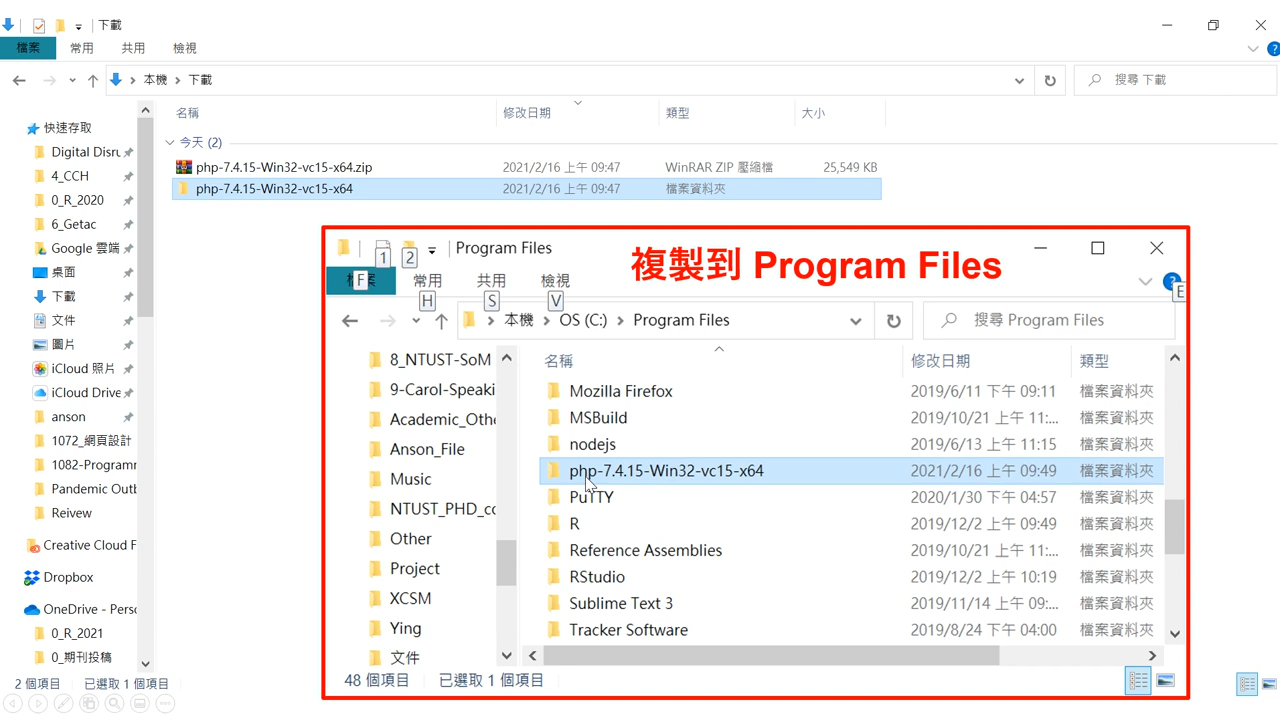 下載
檔案 常用 共用 檢視
本機 下載
搜尋 下載
名稱 修改日期 類型 大小
今天 (2)
php-7.4.15-Win32-vc15-x64.zip 2021/2/16 上午 09:47 WinRAR ZIP 壓縮檔 25,549 KB
php-7.4.15-Win32-vc15-x64 2021/2/16 上午 09:47 檔案資料夾
快速存取
Digital Disru
4_CCH
0_R_2020
6_Getac
Google 雲端
桌面
下載
文件
圖片
iCloud 照片
iCloud Drive
anson
1072_網頁設計
1082-Programm
Pandemic Outb
Reivew
Creative Cloud F
Dropbox
OneDrive - Perso
0_R_2021
0_期刊投稿
2 個項目 已選取 1 個項目
1 2 Program Files
複製到 Program Files
F 常用 共用 檢視
H S V E
本機 OS (C:) Program Files
搜尋 Program Files
8_NTUST-SoM
9-Carol-Speaki
Academic_Othe
Anson_File
Music
NTUST_PHD_co
Other
Project
XCSM
Ying
文件
名稱 修改日期 類型
Mozilla Firefox 2019/6/11 下午 09:11 檔案資料夾
MSBuild 2019/10/21 上午 11:... 檔案資料夾
nodejs 2019/6/13 上午 11:15 檔案資料夾
php-7.4.15-Win32-vc15-x64 2021/2/16 上午 09:49 檔案資料夾
PuTTY 2020/1/30 下午 04:57 檔案資料夾
R 2019/12/2 上午 09:49 檔案資料夾
Reference Assemblies 2019/10/21 上午 11:... 檔案資料夾
RStudio 2019/12/2 上午 10:19 檔案資料夾
Sublime Text 3 2019/11/14 上午 09:... 檔案資料夾
Tracker Software 2019/8/24 下午 04:00 檔案資料夾
48 個項目 已選取 1 個項目